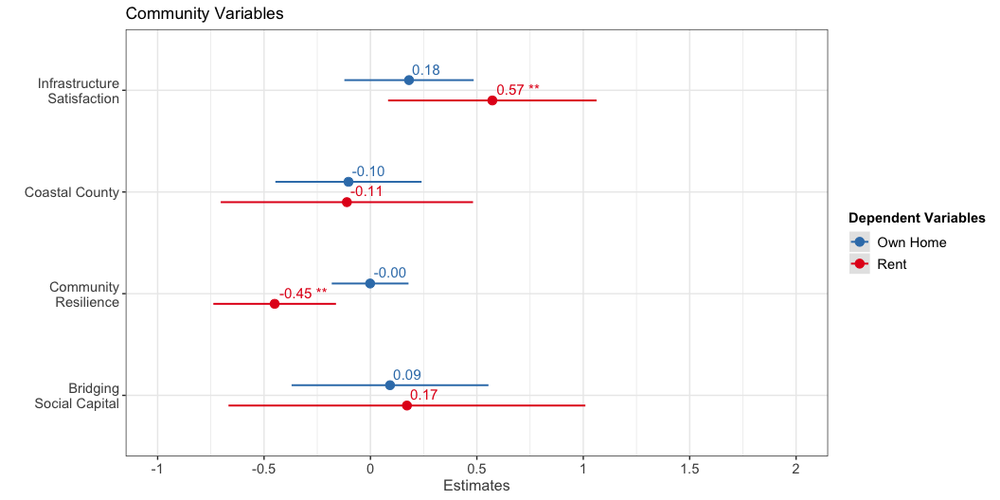 Community Variables
Infrastructure
Satisfaction
0.18
0.57 **
Coastal County
-0.10
-0.11
Community
Resilience
-0.00
-0.45 **
Bridging
Social Capital
0.09
0.17
-1 -0.5 0 0.5 1 1.5 2
Estimates
Dependent Variables
Own Home
Rent